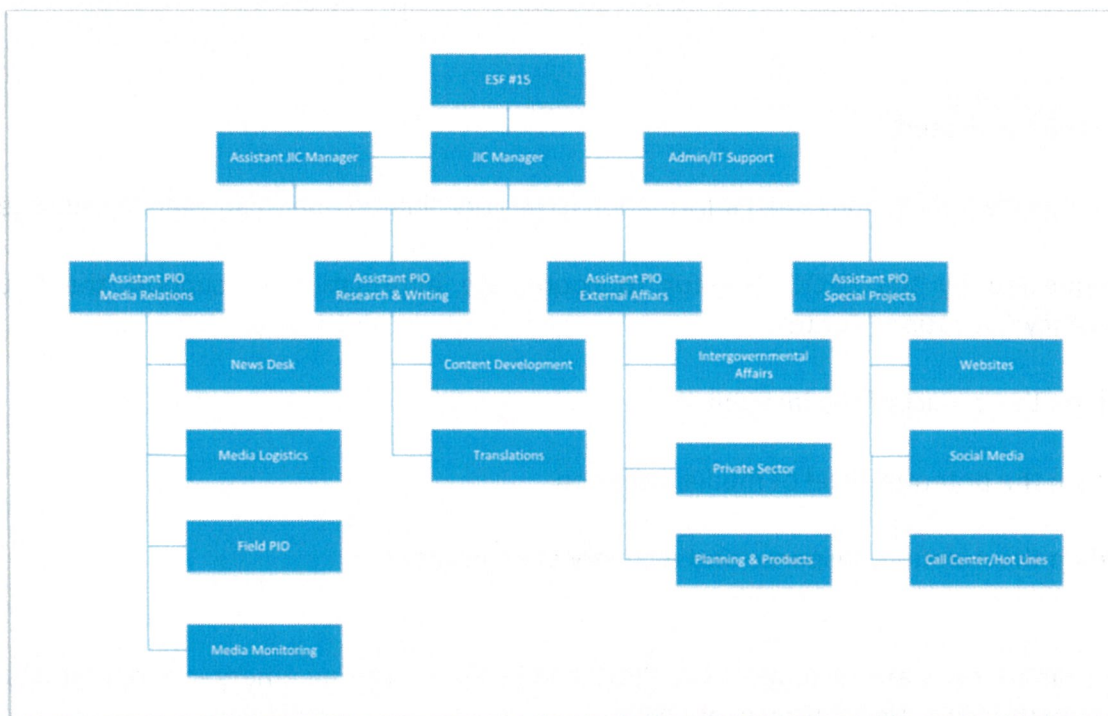 ESF #15
Assistant JIC Manager
JIC Manager
Admin/IT Support
Assistant PIO
Media Relations
Assistant PIO
Research & Writing
Assistant PIO
External Affiars
Assistant PIO
Special Projects
News Desk
Content Development
Intergovernmental
Affairs
Websites
Media Logistics
Translations
Private Sector
Social Media
Field PIO
Planning & Products
Call Center/Hot Lines
Media Monitoring